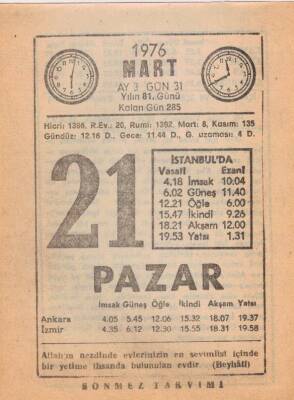 1976
MART
AY 3 GÜN 31
Yılın 81. Günü
Kalan Gün 285
Hicri: 1396, R.Ev.: 20, Rumi: 1392, Mart: 8, Kasım: 135
Gündüz: 12.16 D., Gece: 11.44 D., G. uzaması: 4 D.
21
İSTANBUL'DA
Vasatî Ezanî
4.18 İmsak 10:04
6.02 Güneş 11.40
12.21 Öğle 6.00
15.47 İkindi 9.26
18.21 Akşam 12.00
19.53 Yatsı 1.31
PAZAR
İmsak Güneş Öğle İkindi Akşam Yatsı
Ankara 4.05 5.45 12.06 15.32 18.07 19.37
İzmir 4.35 6.12 12.30 15.55 18.31 19.58
Allahın nezdinde evlerinizin en sevimlisi içinde
bir yetime ihsanda bulunulan evdir. (Beyhâtî)
SÖNMEZ TAKVİMİ